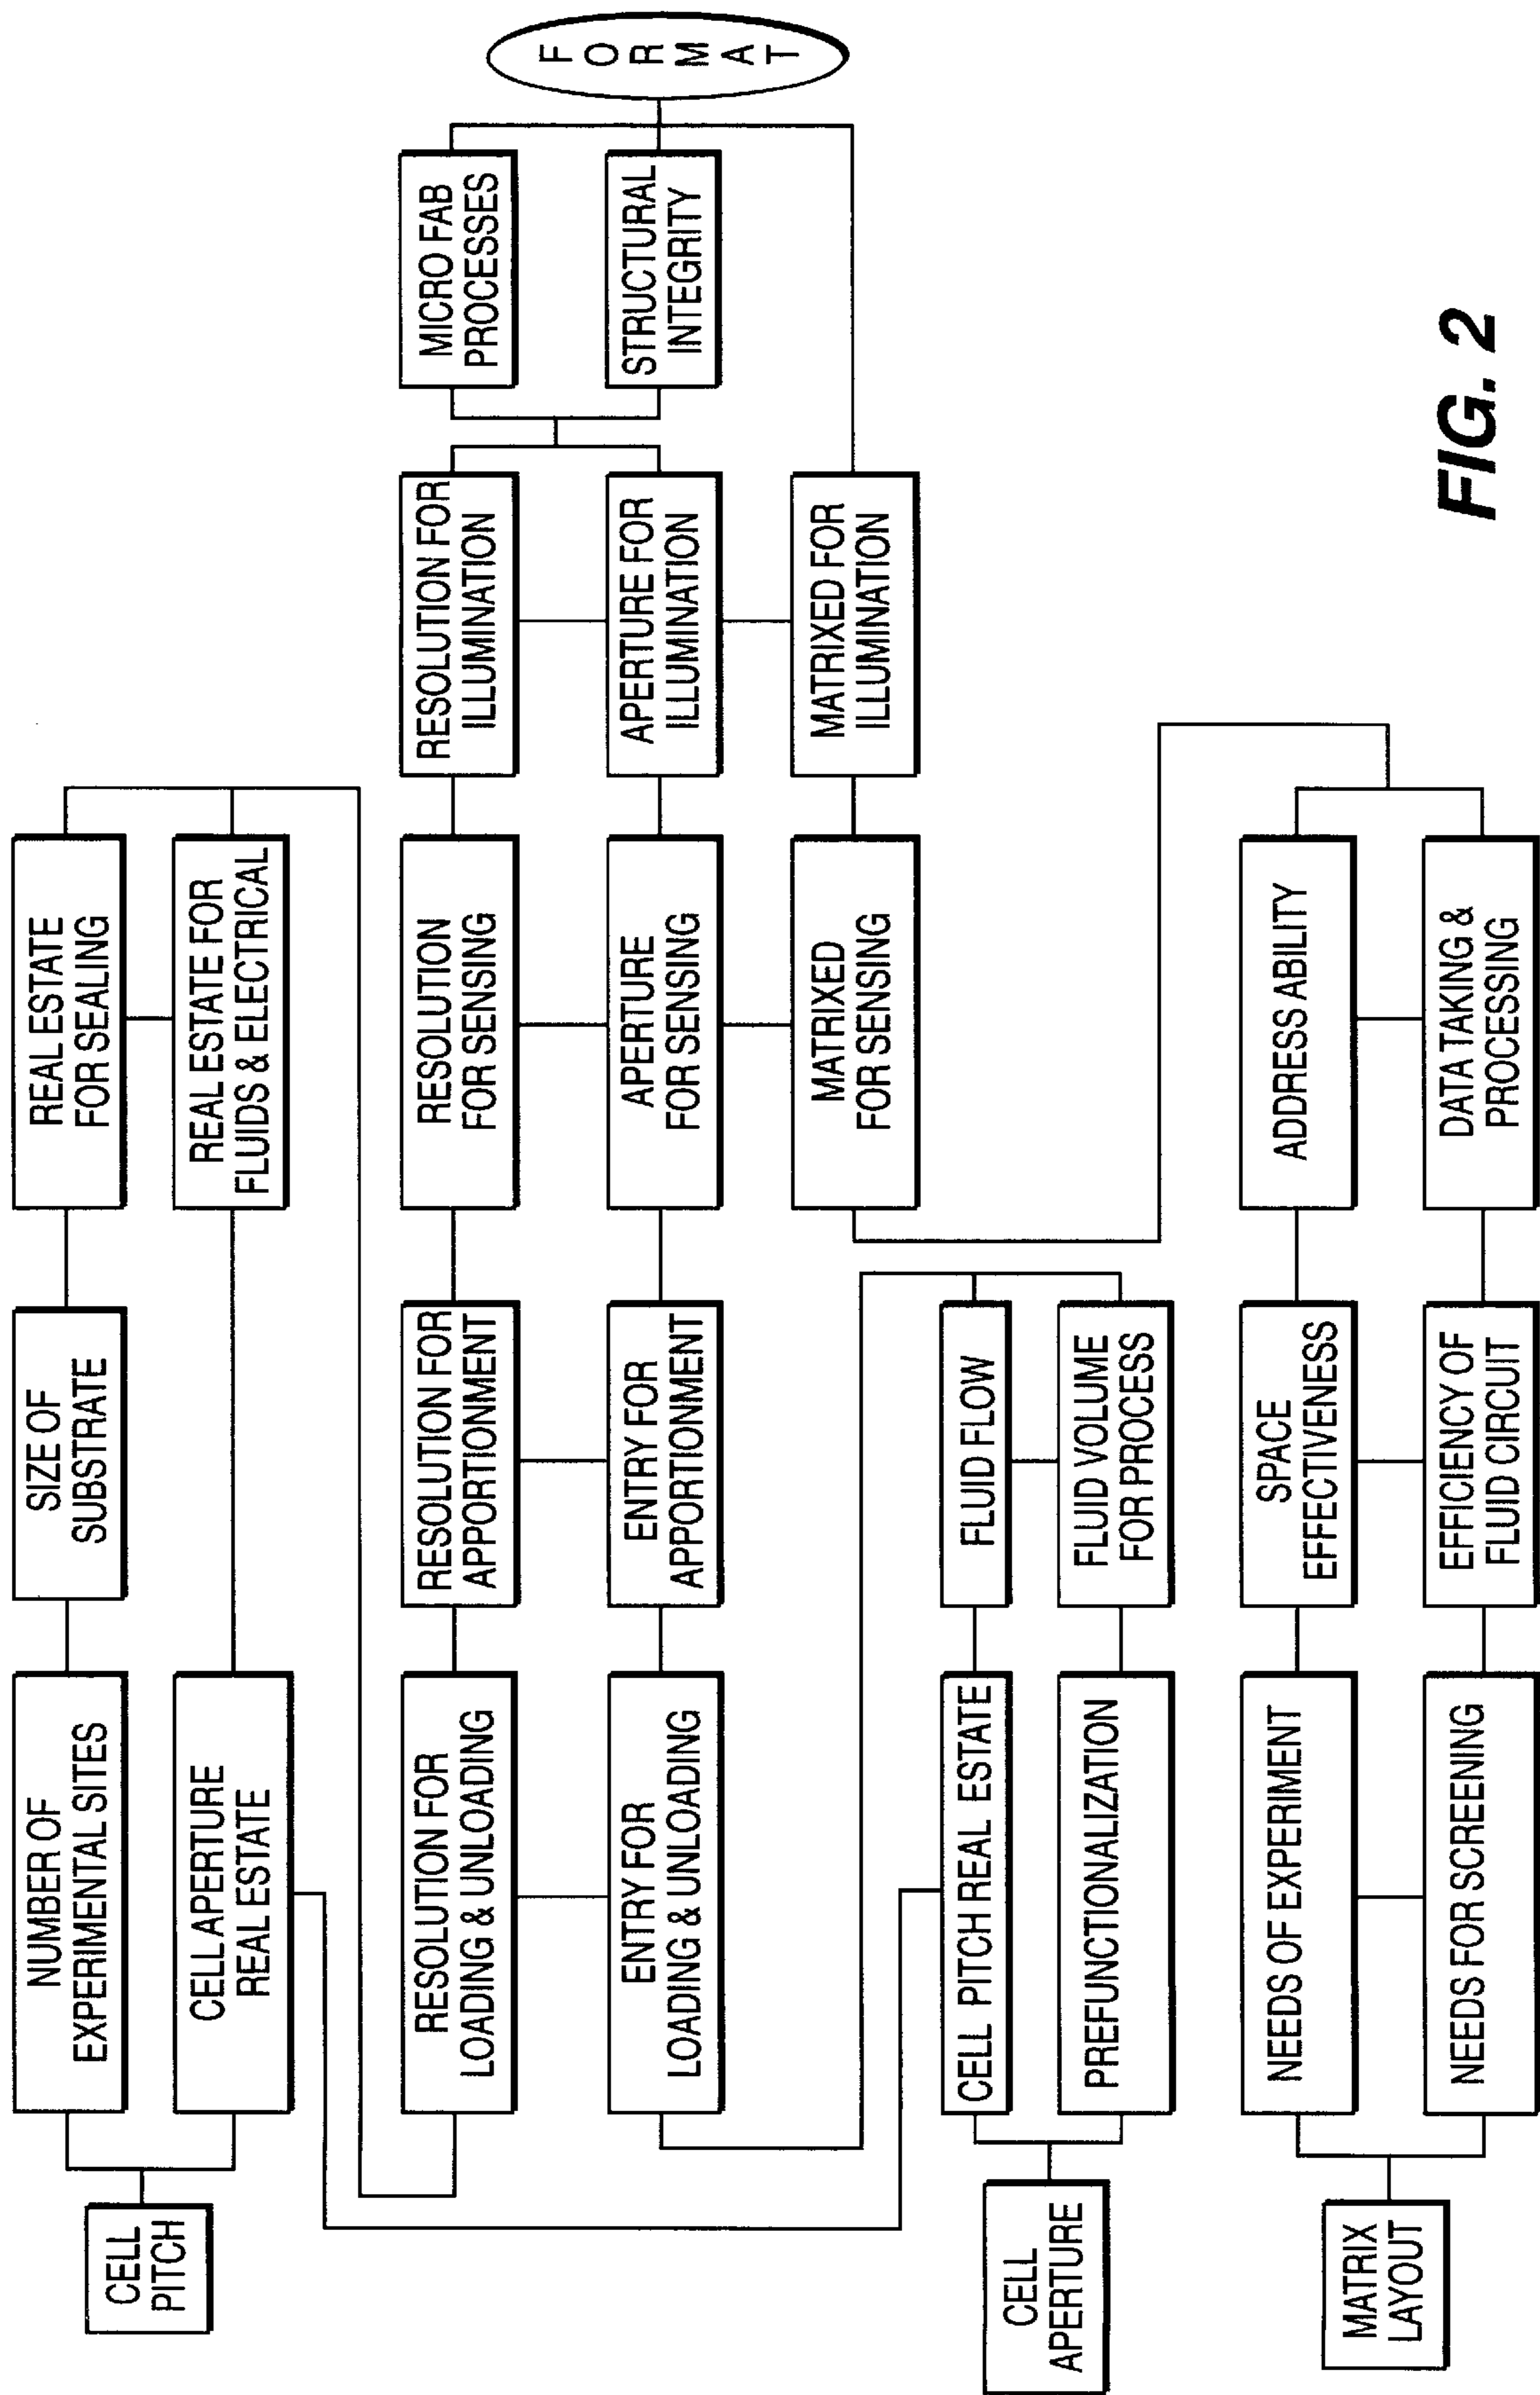 CELL
PITCH
NUMBER OF
EXPERIMENTAL SITES
SIZE OF
SUBSTRATE
REAL ESTATE
FOR SEALING
CELL APERTURE
REAL ESTATE
REAL ESTATE FOR
FLUIDS & ELECTRICAL
RESOLUTION FOR
LOADING & UNLOADING
RESOLUTION FOR
APPORTIONMENT
RESOLUTION
FOR SENSING
RESOLUTION FOR
ILLUMINATION
MICRO FAB
PROCESSES
ENTRY FOR
LOADING & UNLOADING
ENTRY FOR
APPORTIONMENT
APERTURE
FOR SENSING
APERTURE FOR
ILLUMINATION
STRUCTURAL
INTEGRITY
FORMAT
MATRIXED
FOR SENSING
MATRIXED FOR
ILLUMINATION
CELL
APERTURE
CELL PITCH REAL ESTATE
FLUID FLOW
PREFUNCTIONALIZATION
FLUID VOLUME
FOR PROCESS
MATRIX
LAYOUT
NEEDS OF EXPERIMENT
SPACE
EFFECTIVENESS
ADDRESS ABILITY
NEEDS FOR SCREENING
EFFICIENCY OF
FLUID CIRCUIT
DATA TAKING &
PROCESSING
FIG. 2